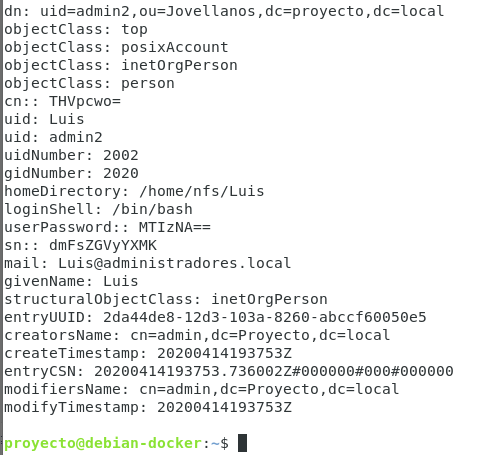 dn: uid=admin2,ou=Jovellanos,dc=proyecto,dc=local
objectClass: top
objectClass: posixAccount
objectClass: inetOrgPerson
objectClass: person
cn:: THVpcwo=
uid: Luis
uid: admin2
uidNumber: 2002
gidNumber: 2020
homeDirectory: /home/nfs/Luis
loginShell: /bin/bash
userPassword:: MTIzNA==
sn:: dmFsZGVyYXMK
mail: Luis@administradores.local
givenName: Luis
structuralObjectClass: inetOrgPerson
entryUUID: 2da44de8-12d3-103a-8260-abccf60050e5
creatorsName: cn=admin,dc=Proyecto,dc=local
createTimestamp: 20200414193753Z
entryCSN: 20200414193753.736002Z#000000#000#000000
modifiersName: cn=admin,dc=Proyecto,dc=local
modifyTimestamp: 20200414193753Z
proyecto@debian-docker:~$